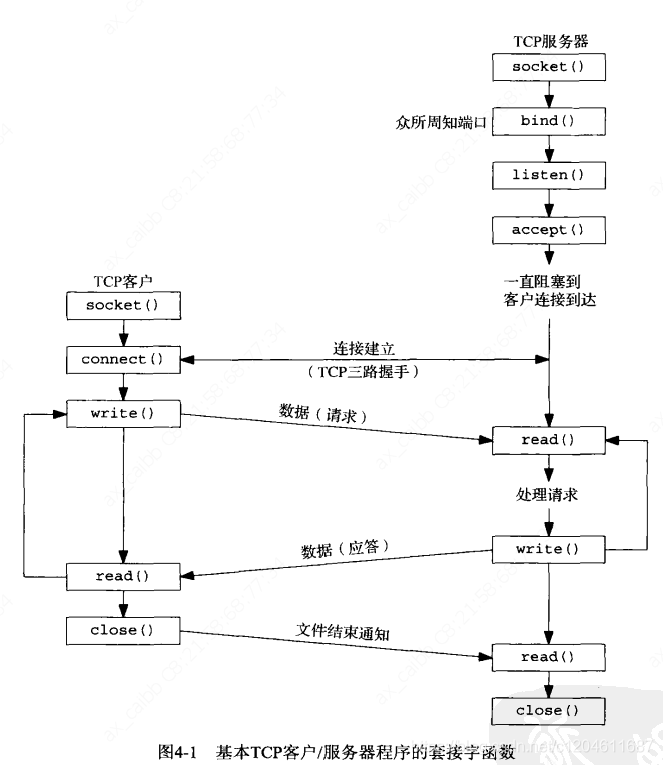 TCP服务器
socket()
众所周知端口
bind()
listen()
accept()
一直阻塞到
客户连接到达
TCP客户
socket()
connect()
连接建立
（TCP三路握手）
write()
数据（请求）
read()
处理请求
数据（应答）
write()
read()
close()
文件结束通知
read()
close()
图4-1 基本TCP客户/服务器程序的套接字函数